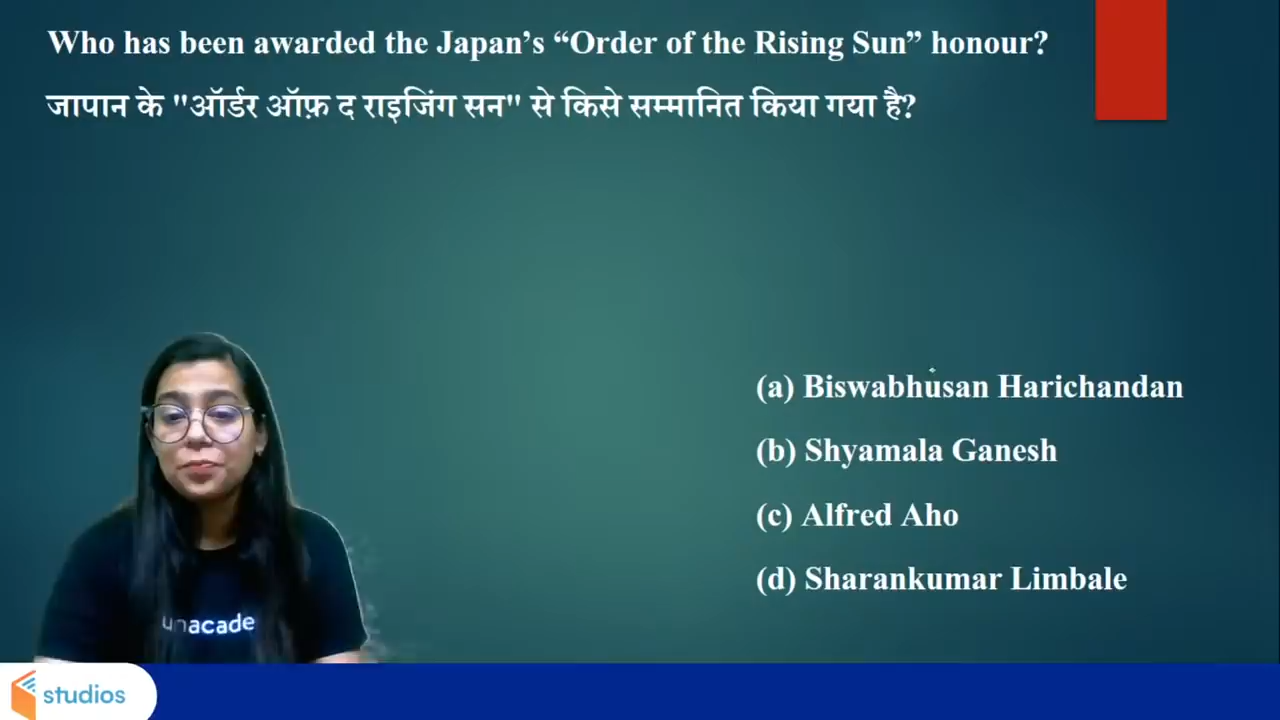 Who has been awarded the Japan’s “Order of the Rising Sun” honour?
जापान के "ऑर्डर ऑफ़ द राइजिंग सन" से किसे सम्मानित किया गया है?
(a) Biswabhusan Harichandan
(b) Shyamala Ganesh
(c) Alfred Aho
(d) Sharankumar Limbale
unacade
studios